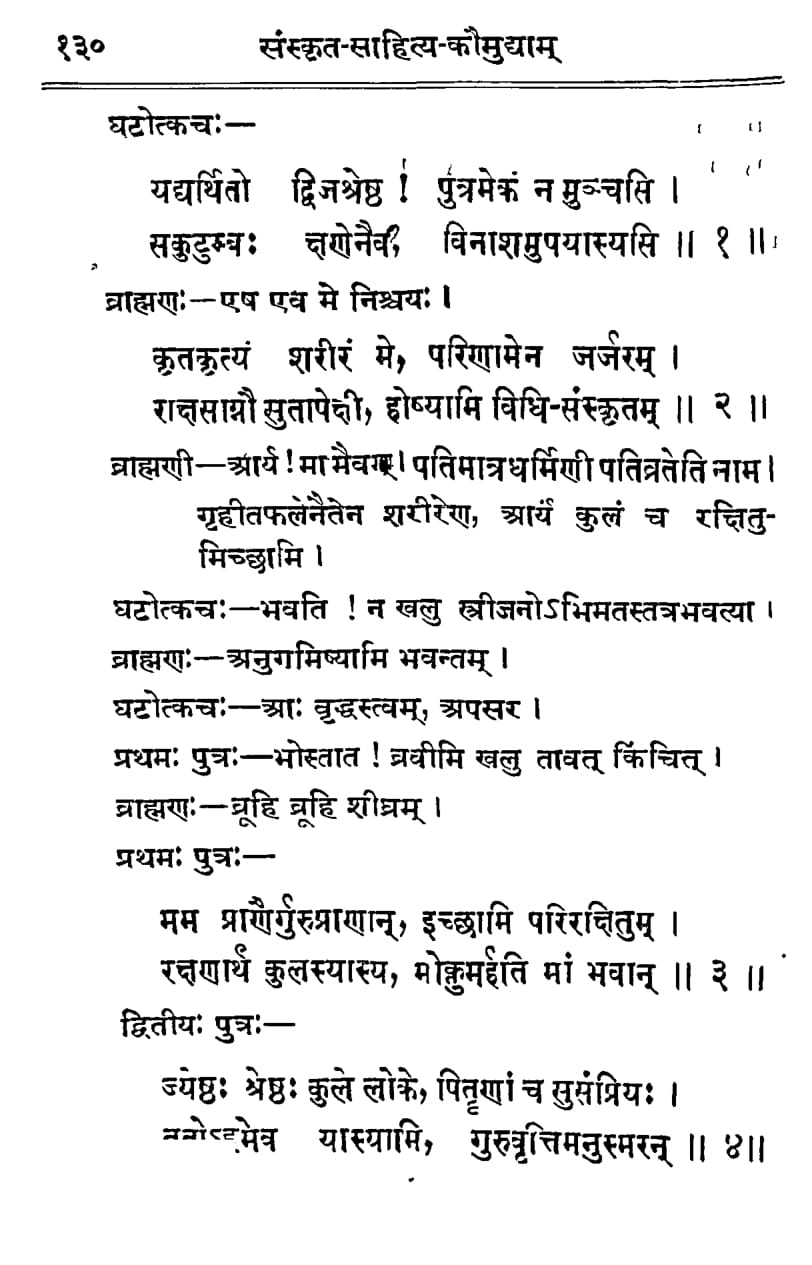 १३० संस्कृत-साहित्य-कौमुद्याम्
घटोत्कचः—
यद्यर्थितो द्विजश्रेष्ठ ! पुत्रमेकं न मुञ्चसि ।
सकुटुम्बः क्षणेनैव, विनाशमुपयास्यसि ॥ १ ॥
ब्राह्मणः—एष एव मे निश्चयः ।
कृतकृत्यं शरीरं मे, परिणामेन जर्जरम् ।
राक्षसाग्नौ सुतापेक्षी, होष्यामि विधि-संस्कृतम् ॥ २ ॥
ब्राह्मणी—आर्य ! मा मैवम् । पतिमात्रधर्मिणी पतिव्रतेति नाम ।
गृहीतफलेनैतेन शरीरेण, आर्यं कुलं च रक्षितु-
मिच्छामि ।
घटोत्कचः—भवति ! न खलु स्त्रीजनोऽभिमतस्तत्रभवत्या ।
ब्राह्मणः—अनुगमिष्यामि भवन्तम् ।
घटोत्कचः—आः वृद्धस्त्वम्, अपसर ।
प्रथमः पुत्रः—भोस्तात ! ब्रवीमि खलु तावत् किंचित् ।
ब्राह्मणः—ब्रूहि ब्रूहि शीघ्रम् ।
प्रथमः पुत्रः—
मम प्राणैर्गुरुप्राणान्, इच्छामि परिरक्षितुम् ।
रक्षणार्थं कुलस्यास्य, मोक्तुमर्हति मां भवान् ॥ ३ ॥
द्वितीयः पुत्रः—
ज्येष्ठः श्रेष्ठः कुले लोके, पितॄणां च सुसंप्रियः ।
यास्यामि, गुरुवृत्तिमनुस्मरन् ॥ ४॥